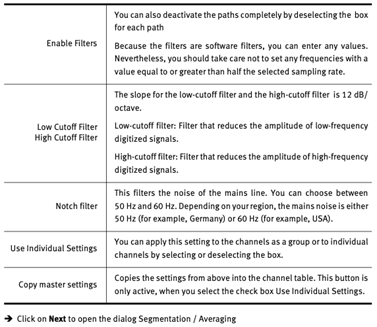 You can also deactivate the paths completely by deselecting the box
for each path
Enable Filters
Because the filters are software filters, you can enter any values.
Nevertheless, you should take care not to set any frequencies with a
value equal to or greater than half the selected sampling rate.
The slope for the low-cutoff filter and the high-cutoff filter is 12 dB/
octave.
Low Cutoff Filter
High Cutoff Filter
Low-cutoff filter: Filter that reduces the amplitude of low-frequency
digitized signals.
High-cutoff filter: Filter that reduces the amplitude of high-frequency
digitized signals.
Notch filter
This filters the noise of the mains line. You can choose between
50 Hz and 60 Hz. Depending on your region, the mains noise is either
50 Hz (for example, Germany) or 60 Hz (for example, USA).
Use Individual Settings
You can apply this setting to the channels as a group or to individual
channels by selecting or deselecting the box.
Copy master settings
Copies the settings from above into the channel table. This button is
only active, when you select the check box Use Individual Settings.
➔ Click on Next to open the dialog Segmentation / Averaging